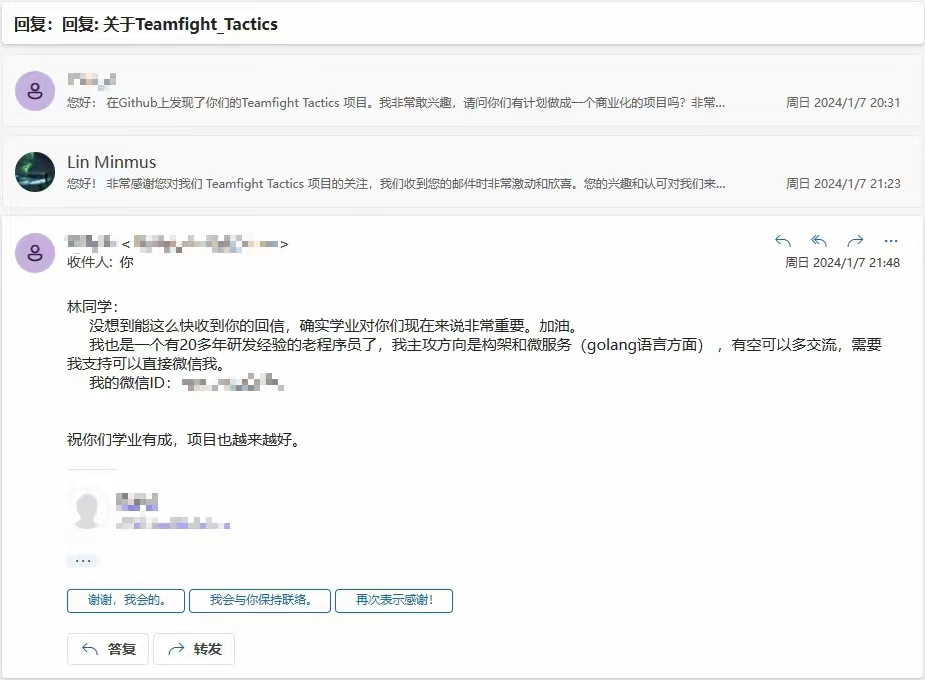 回复：回复: 关于Teamfight_Tactics
您好： 在Github上发现了你们的Teamfight Tactics 项目。我非常敢兴趣，请问你们有计划做成一个商业化的项目吗？非常...
周日 2024/1/7 20:31
Lin Minmus
您好！ 非常感谢您对我们 Teamfight Tactics 项目的关注，我们收到您的邮件时非常激动和欣喜。您的兴趣和认可对我们来...
周日 2024/1/7 21:23
< >
收件人：你
周日 2024/1/7 21:48
林同学：
没想到能这么快收到你的回信，确实学业对你们现在来说非常重要。加油。
我也是一个有20多年研发经验的老程序员了，我主攻方向是构架和微服务（golang语言方面） ，有空可以多交流，需要
我支持可以直接微信我。
我的微信ID：
祝你们学业有成，项目也越来越好。
...
谢谢，我会的。
我会与你保持联络。
再次表示感谢！
答复
转发